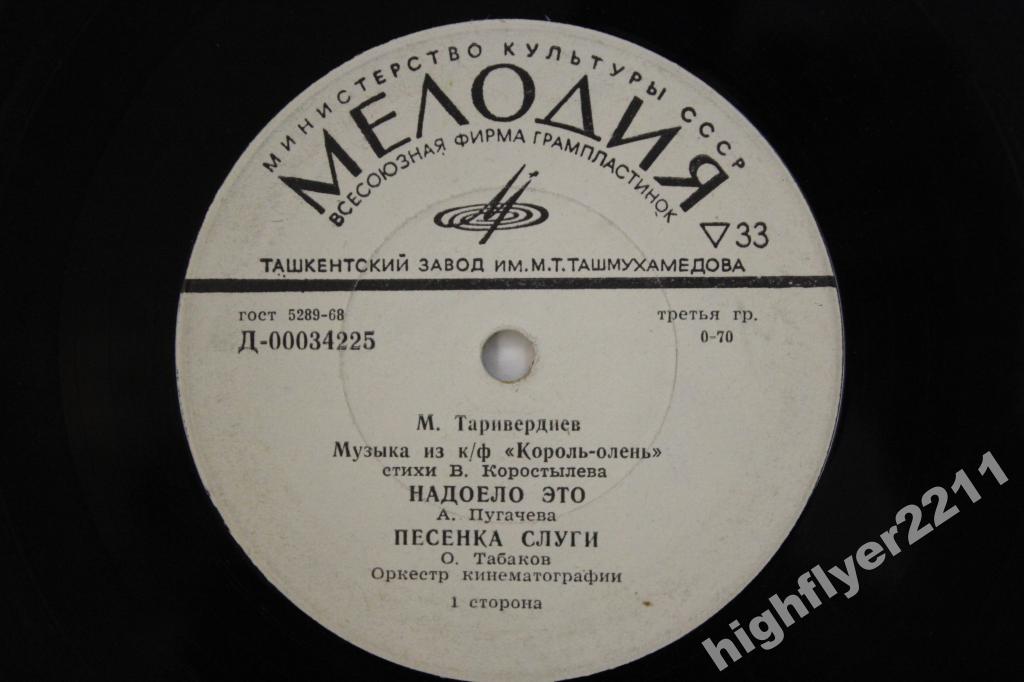 МИНИСТЕРСТВО КУЛЬТУРЫ СССР
МЕЛОДИЯ
ВСЕСОЮЗНАЯ ФИРМА ГРАМПЛАСТИНОК
▽33
ТАШКЕНТСКИЙ ЗАВОД ИМ.М.Т.ТАШМУХАМЕДОВА
гост 5289-68
третья гр.
Д-00034225
0-70
М. Таривердиев
Музыка из к/ф «Король-олень»
стихи В. Коростылева
НАДОЕЛО ЭТО
А. Пугачева
ПЕСЕНКА СЛУГИ
О. Табаков
Оркестр кинематографии
1 сторона
highflyer2211